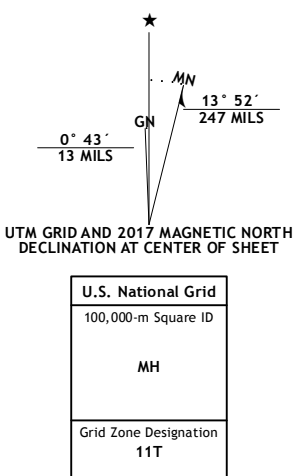 ★
MN
GN
13° 52´
247 MILS
0° 43´
13 MILS
UTM GRID AND 2017 MAGNETIC NORTH
DECLINATION AT CENTER OF SHEET
U.S. National Grid
100,000-m Square ID
MH
Grid Zone Designation
11T